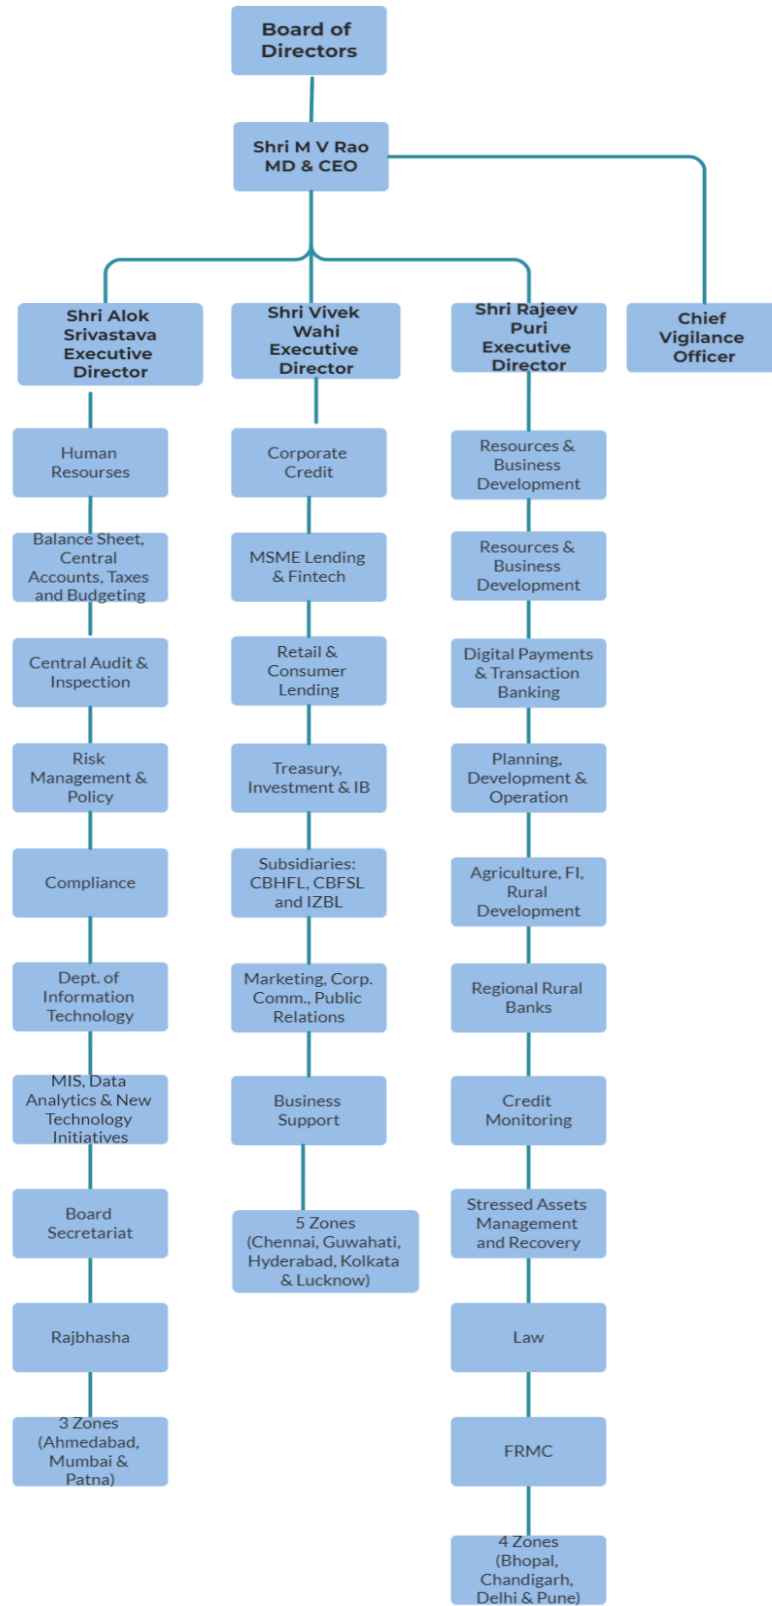 Board of
Directors
Shri M V Rao
MD & CEO
Shri Alok
Srivastava
Executive
Director
Shri Vivek
Wahi
Executive
Director
Shri Rajeev
Puri
Executive
Director
Chief
Vigilance
Officer
Human
Resourses
Balance Sheet,
Central
Accounts, Taxes
and Budgeting
Central Audit &
Inspection
Risk
Management &
Policy
Compliance
Dept. of
Information
Technology
MIS, Data
Analytics & New
Technology
Initiatives
Board
Secretariat
Rajbhasha
3 Zones
(Ahmedabad,
Mumbai &
Patna)
Corporate
Credit
MSME Lending
& Fintech
Retail &
Consumer
Lending
Treasury,
Investment & IB
Subsidiaries:
CBHFL, CBFSL
and IZBL
Marketing, Corp.
Comm., Public
Relations
Business
Support
5 Zones
(Chennai, Guwahati,
Hyderabad, Kolkata
& Lucknow)
Resources &
Business
Development
Resources &
Business
Development
Digital Payments
& Transaction
Banking
Planning,
Development &
Operation
Agriculture, FI,
Rural
Development
Regional Rural
Banks
Credit
Monitoring
Stressed Assets
Management
and Recovery
Law
FRMC
4 Zones
(Bhopal,
Chandigarh,
Delhi & Pune)